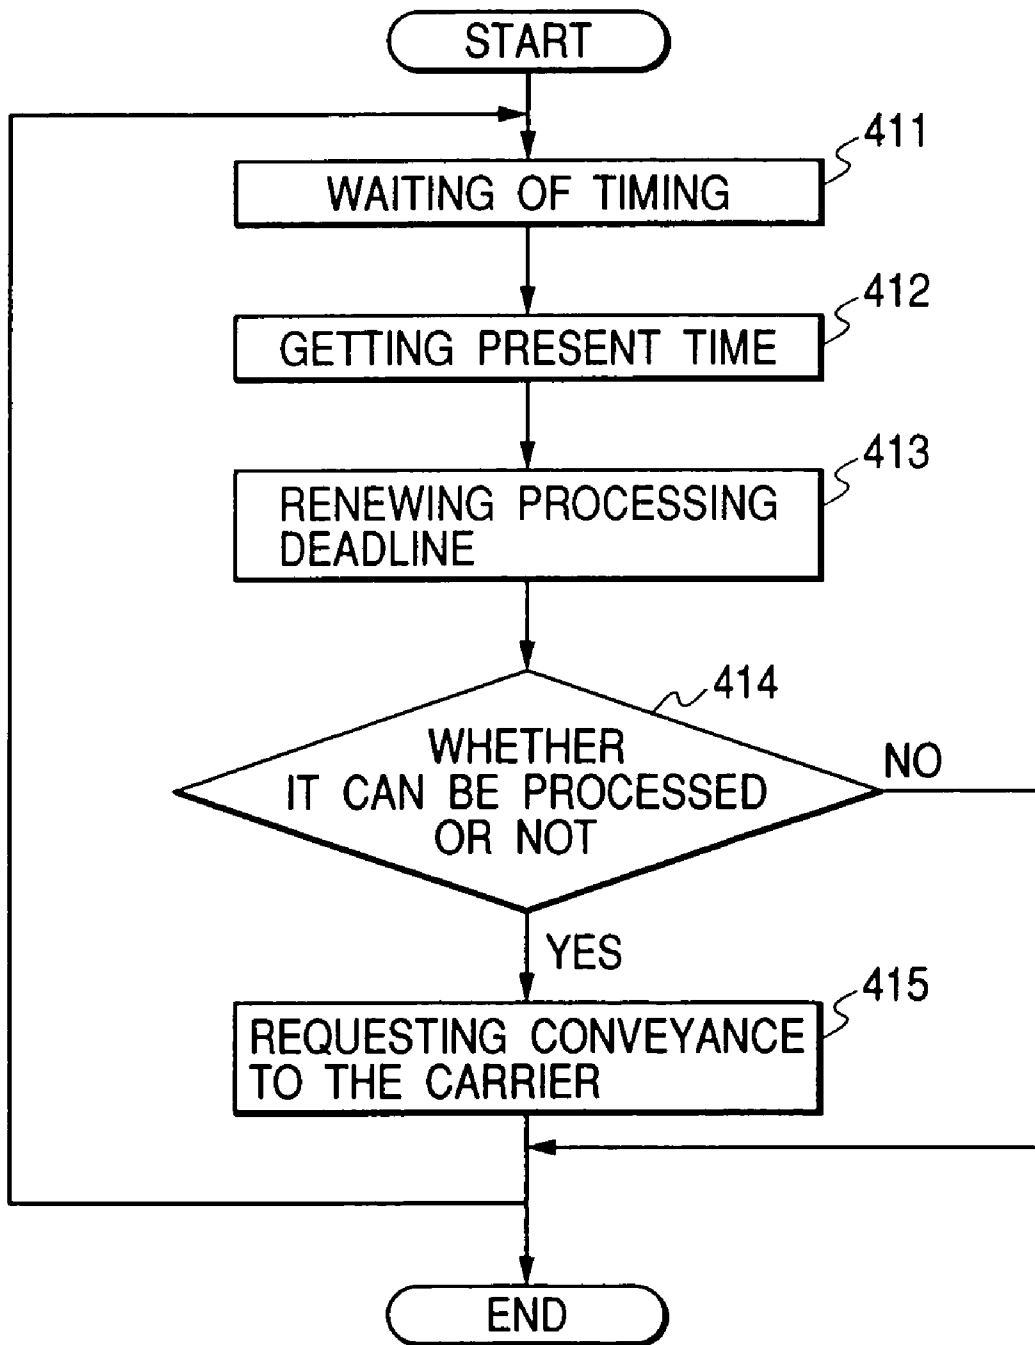 START
411
WAITING OF TIMING
412
GETTING PRESENT TIME
413
RENEWING PROCESSING
DEADLINE
414
WHETHER
IT CAN BE PROCESSED
OR NOT
NO
YES
415
REQUESTING CONVEYANCE
TO THE CARRIER
END